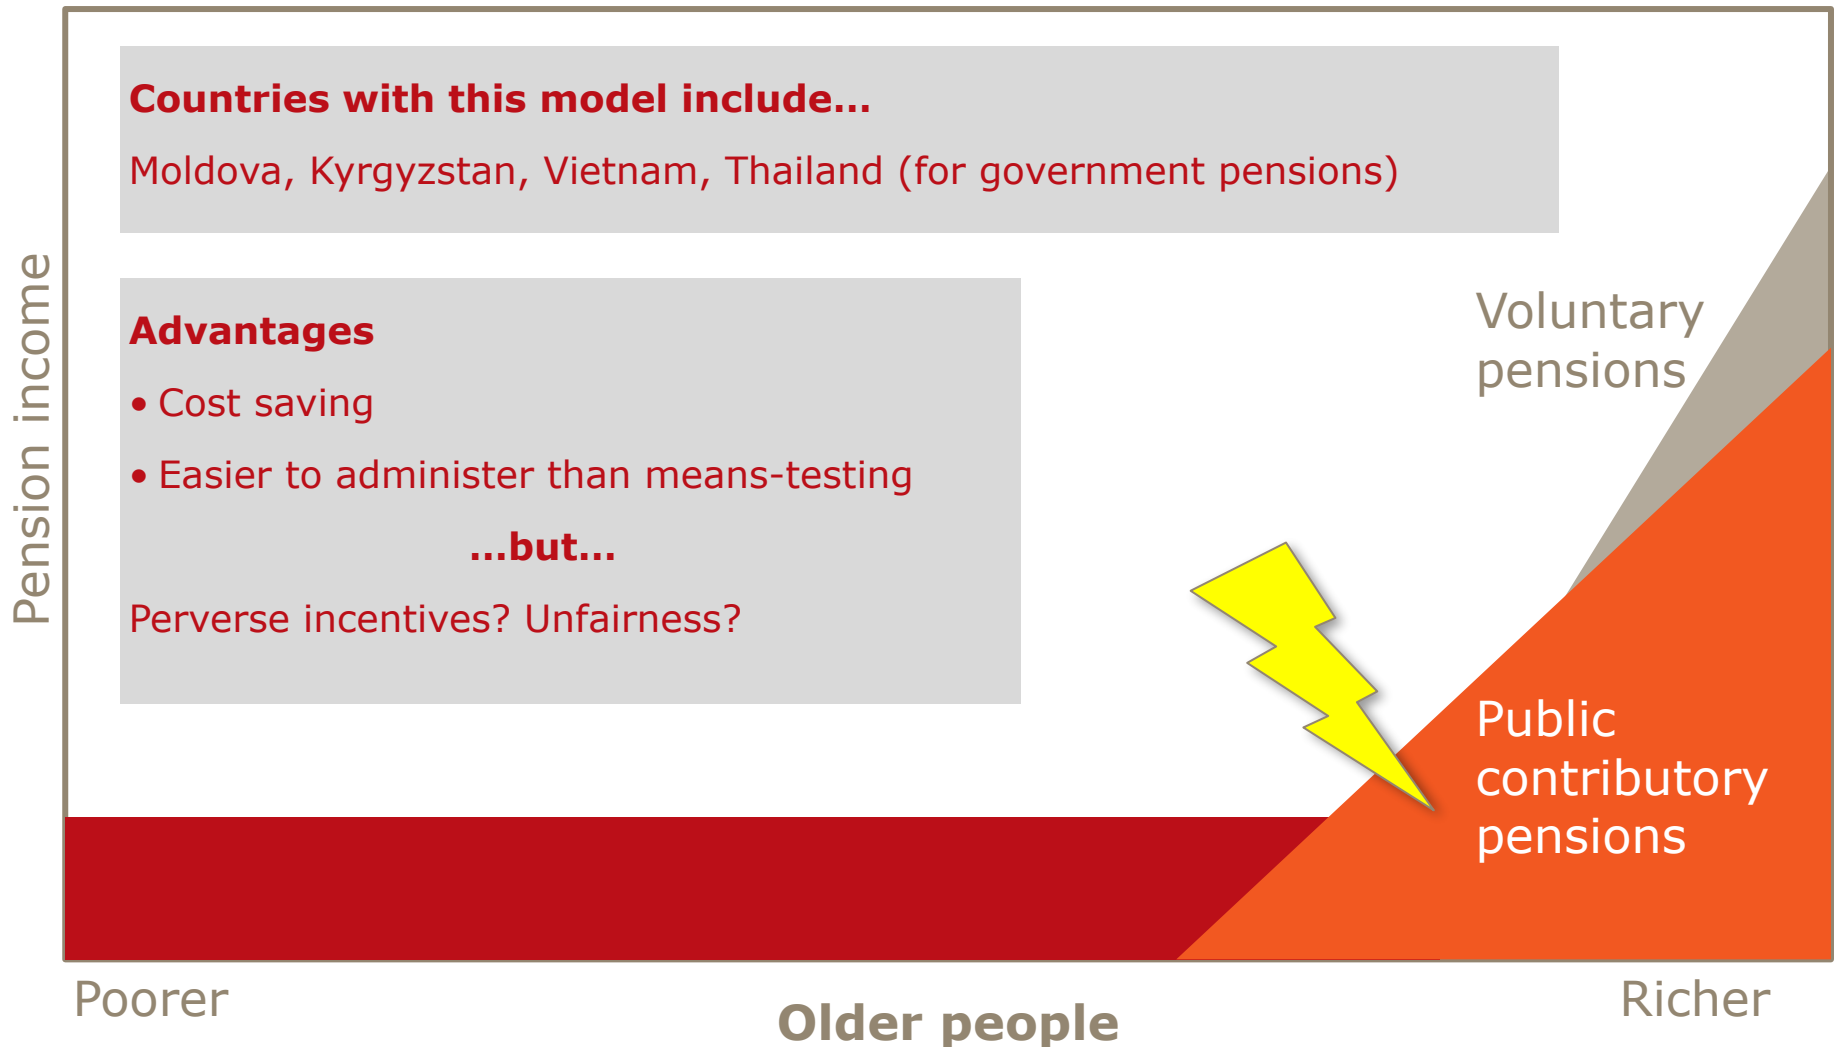 Countries with this model include…
Moldova, Kyrgyzstan, Vietnam, Thailand (for government pensions)
Pension income
Advantages
• Cost saving
• Easier to administer than means-testing
…but…
Perverse incentives? Unfairness?
Voluntary
pensions
Public
contributory
pensions
Poorer
Older people
Richer